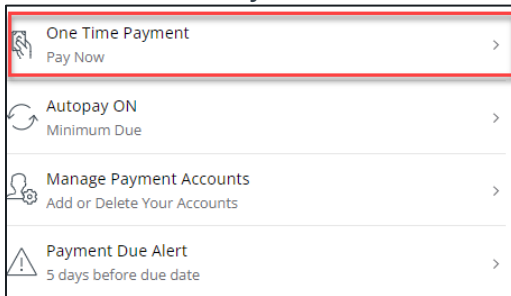 One Time Payment
Pay Now
Autopay ON
Minimum Due
Manage Payment Accounts
Add or Delete Your Accounts
Payment Due Alert
5 days before due date